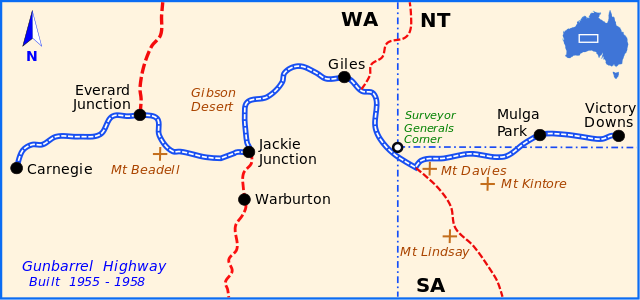 WA
NT
N
Giles
Everard
Junction
Gibson
Desert
Surveyor
Generals
Corner
Mulga
Park
Victory
Downs
Jackie
Junction
Carnegie
Mt Beadell
Mt Davies
Mt Kintore
Warburton
Mt Lindsay
Gunbarrel Highway
Built 1955 - 1958
SA